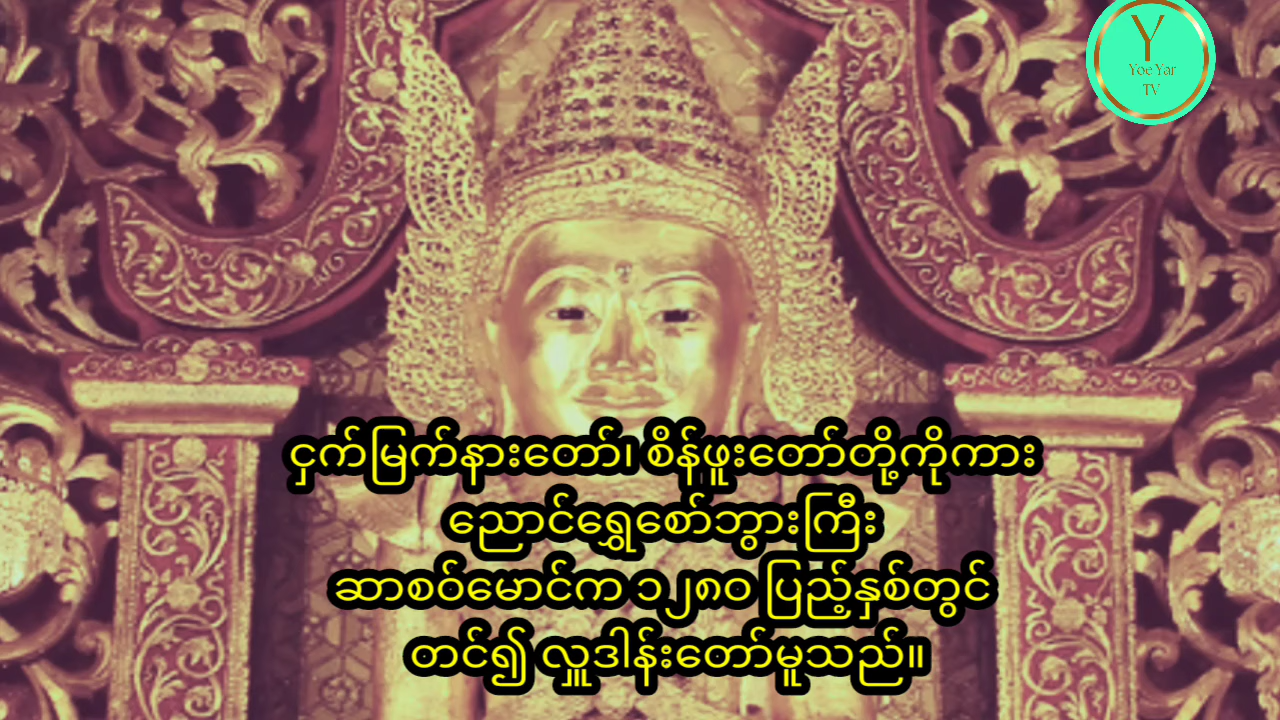 Y
Yoe Yar
TV
ငှက်မြက်နားတော်၊ စိန်ဖူးတော်တို့ကိုကား
ညောင်ရွှေစော်ဘွားကြီး
ဆာစဝ်မောင်က ၁၂၈၀ ပြည့်နှစ်တွင်
တင်၍ လှူဒါန်းတော်မူသည်။